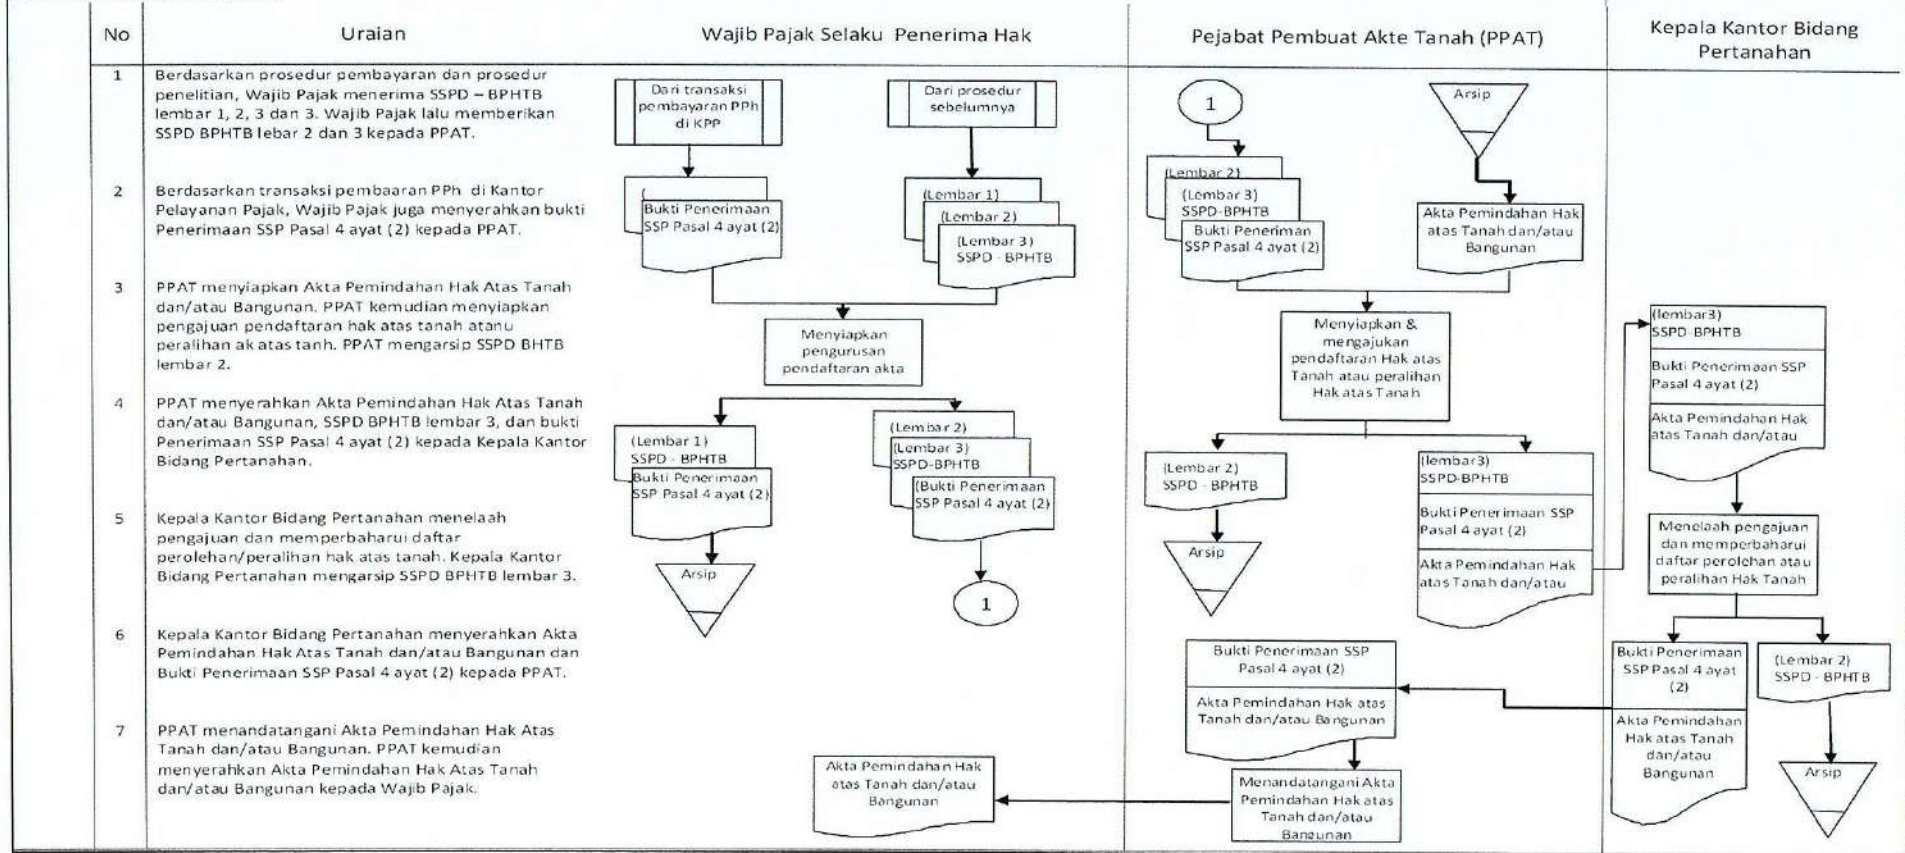 No
Uraian
Wajib Pajak Selaku Penerima Hak
Pejabat Pembuat Akte Tanah (PPAT)
Kepala Kantor Bidang
Pertanahan
1
Berdasarkan prosedur pembayaran dan prosedur
penelitian, Wajib Pajak menerima SSPD – BPHTB
lembar 1, 2, 3 dan 3. Wajib Pajak lalu memberikan
SSPD BPHTB lebar 2 dan 3 kepada PPAT.
2
Berdasarkan transaksi pembaaran PPh di Kantor
Pelayanan Pajak, Wajib Pajak juga menyerahkan bukti
Penerimaan SSP Pasal 4 ayat (2) kepada PPAT.
3
PPAT menyiapkan Akta Pemindahan Hak Atas Tanah
dan/atau Bangunan. PPAT kemudian menyiapkan
pengajuan pendaftaran hak atas tanah atanu
peralihan ak atas tanh. PPAT mengarsip SSPD BHTB
lembar 2.
4
PPAT menyerahkan Akta Pemindahan Hak Atas Tanah
dan/atau Bangunan, SSPD BPHTB lembar 3, dan bukti
Penerimaan SSP Pasal 4 ayat (2) kepada Kepala Kantor
Bidang Pertanahan.
5
Kepala Kantor Bidang Pertanahan menelaah
pengajuan dan memperbaharui daftar
perolehan/peralihan hak atas tanah. Kepala Kantor
Bidang Pertanahan mengarsip SSPD BPHTB lembar 3.
6
Kepala Kantor Bidang Pertanahan menyerahkan Akta
Pemindahan Hak Atas Tanah dan/atau Bangunan dan
Bukti Penerimaan SSP Pasal 4 ayat (2) kepada PPAT.
7
PPAT menandatangani Akta Pemindahan Hak Atas
Tanah dan/atau Bangunan. PPAT kemudian
menyerahkan Akta Pemindahan Hak Atas Tanah
dan/atau Bangunan kepada Wajib Pajak.
Dari transaksi
pembayaran PPh
di KPP
Dari prosedur
sebelumnya
(
Bukti Penerimaan
SSP Pasal 4 ayat (2)
(Lembar 1)
(Lembar 2)
(Lembar 3)
SSPD - BPHTB
Menyiapkan
pengurusan
pendaftaran akta
(Lembar 1)
SSPD - BPHTB
Bukti Penerimaan
SSP Pasal 4 ayat (2)
Arsip
(Lembar 2)
(Lembar 3)
SSPD-BPHTB
(Bukti Penerimaan
SSP Pasal 4 ayat (2)
1
Akta Pemindahan Hak
atas Tanah dan/atau
Bangunan
1
Arsip
(Lembar 2)
(Lembar 3)
SSPD-BPHTB
Bukti Peneriman
SSP Pasal 4 ayat (2)
Akta Pemindahan Hak
atas Tanah dan/atau
Bangunan
Menyiapkan &
mengajukan
pendaftaran Hak atas
Tanah atau peralihan
Hak atas Tanah
(Lembar 2)
SSPD - BPHTB
Arsip
(lembar3)
SSPD-BPHTB
Bukti Penerimaan SSP
Pasal 4 ayat (2)
Akta Pemindahan Hak
atas Tanah dan/atau
Bukti Penerimaan SSP
Pasal 4 ayat (2)
Akta Pemindahan Hak atas
Tanah dan/atau Bangunan
Menandatangani Akta
Pemindahan Hak atas
Tanah dan/atau
Bangunan
(lembar3)
SSPD-BPHTB
Bukti Penerimaan SSP
Pasal 4 ayat (2)
Akta Pemindahan Hak
atas Tanah dan/atau
Menelaah pengajuan
dan memperbaharui
daftar perolehan atau
peralihan Hak Tanah
Bukti Penerimaan
SSP Pasal 4 ayat
(2)
Akta Pemindahan
Hak atas Tanah
dan/atau
Bangunan
(Lembar 2)
SSPD - BPHTB
Arsip